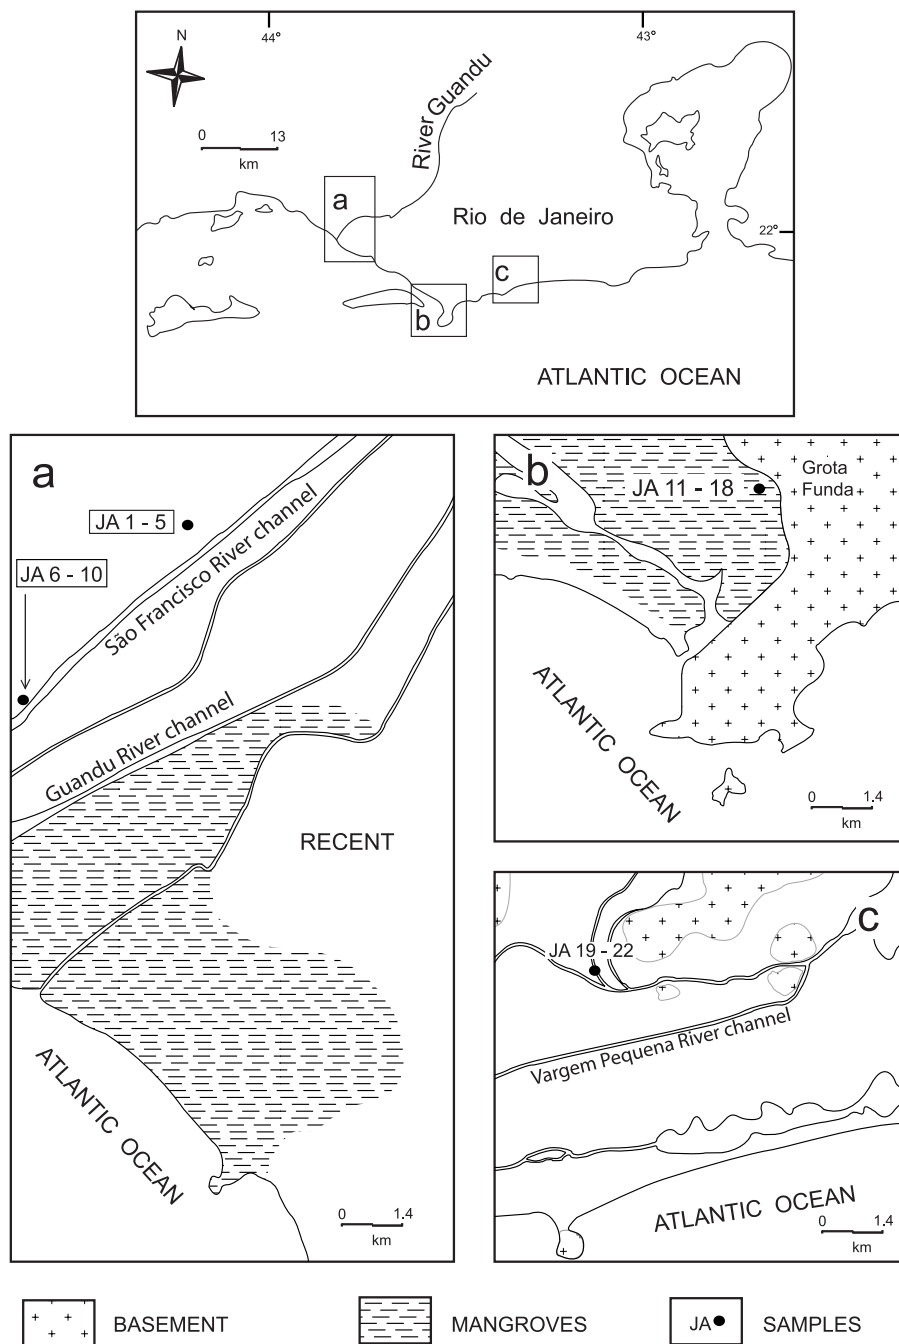 44°
43°
N
0 13
km
River Guandu
a
Rio de Janeiro
22°
c
b
ATLANTIC OCEAN
a
JA 1 - 5
São Francisco River channel
JA 6 - 10
Guandu River channel
RECENT
ATLANTIC OCEAN
0 1.4
km
b
JA 11 - 18
Grota
Funda
ATLANTIC OCEAN
0 1.4
km
c
JA 19 - 22
Vargem Pequena River channel
ATLANTIC OCEAN
0 1.4
km
BASEMENT
MANGROVES
JA
SAMPLES